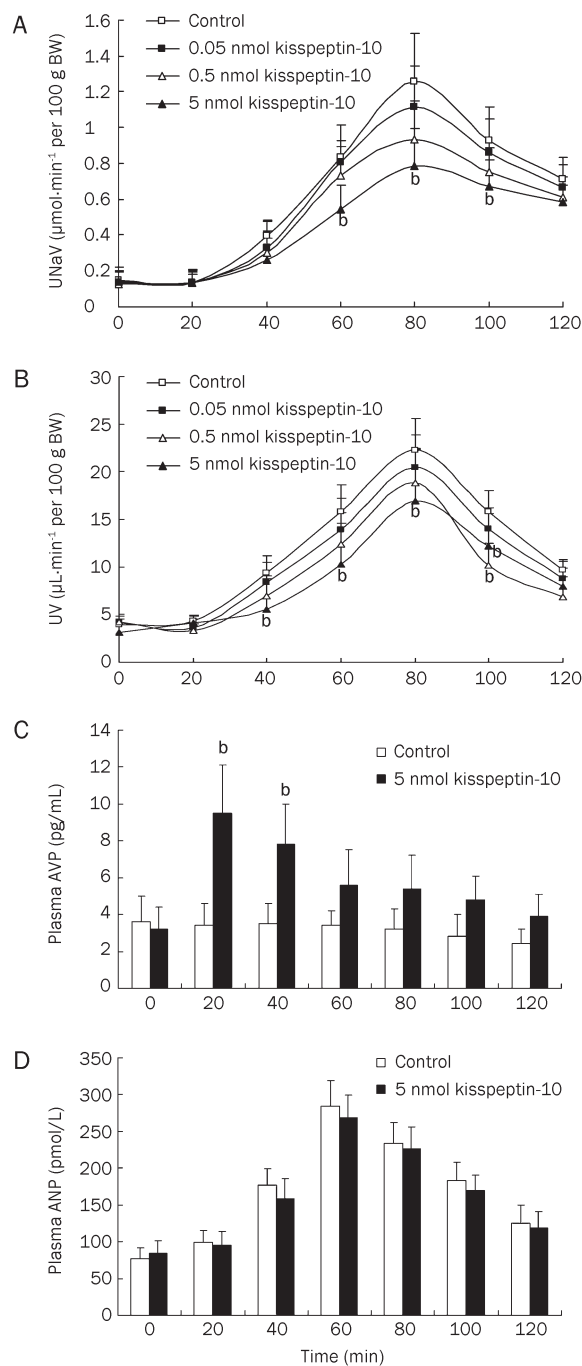 A
1.6
1.4
1.2
1.0
0.8
0.6
0.4
0.2
0
UNaV (μmol·min⁻¹ per 100 g BW)
Control
0.05 nmol kisspeptin-10
0.5 nmol kisspeptin-10
5 nmol kisspeptin-10
b
b
b
0 20 40 60 80 100 120
B
30
25
20
15
10
5
0
UV (μL·min⁻¹ per 100 g BW)
Control
0.05 nmol kisspeptin-10
0.5 nmol kisspeptin-10
5 nmol kisspeptin-10
b
b
b
b
b
0 20 40 60 80 100 120
C
14
12
10
8
6
4
2
0
Plasma AVP (pg/mL)
Control
5 nmol kisspeptin-10
b
b
0 20 40 60 80 100 120
D
350
300
250
200
150
100
50
0
Plasma ANP (pmol/L)
Control
5 nmol kisspeptin-10
0 20 40 60 80 100 120
Time (min)